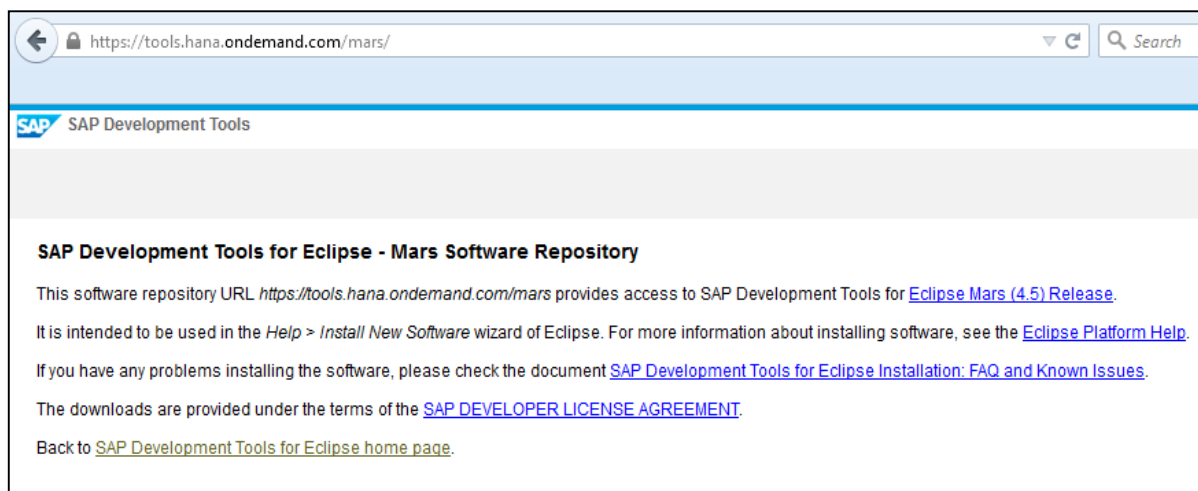 https://tools.hana.ondemand.com/mars/
Search
SAP SAP Development Tools
SAP Development Tools for Eclipse - Mars Software Repository
This software repository URL https://tools.hana.ondemand.com/mars provides access to SAP Development Tools for Eclipse Mars (4.5) Release.
It is intended to be used in the Help > Install New Software wizard of Eclipse. For more information about installing software, see the Eclipse Platform Help.
If you have any problems installing the software, please check the document SAP Development Tools for Eclipse Installation: FAQ and Known Issues.
The downloads are provided under the terms of the SAP DEVELOPER LICENSE AGREEMENT.
Back to SAP Development Tools for Eclipse home page.